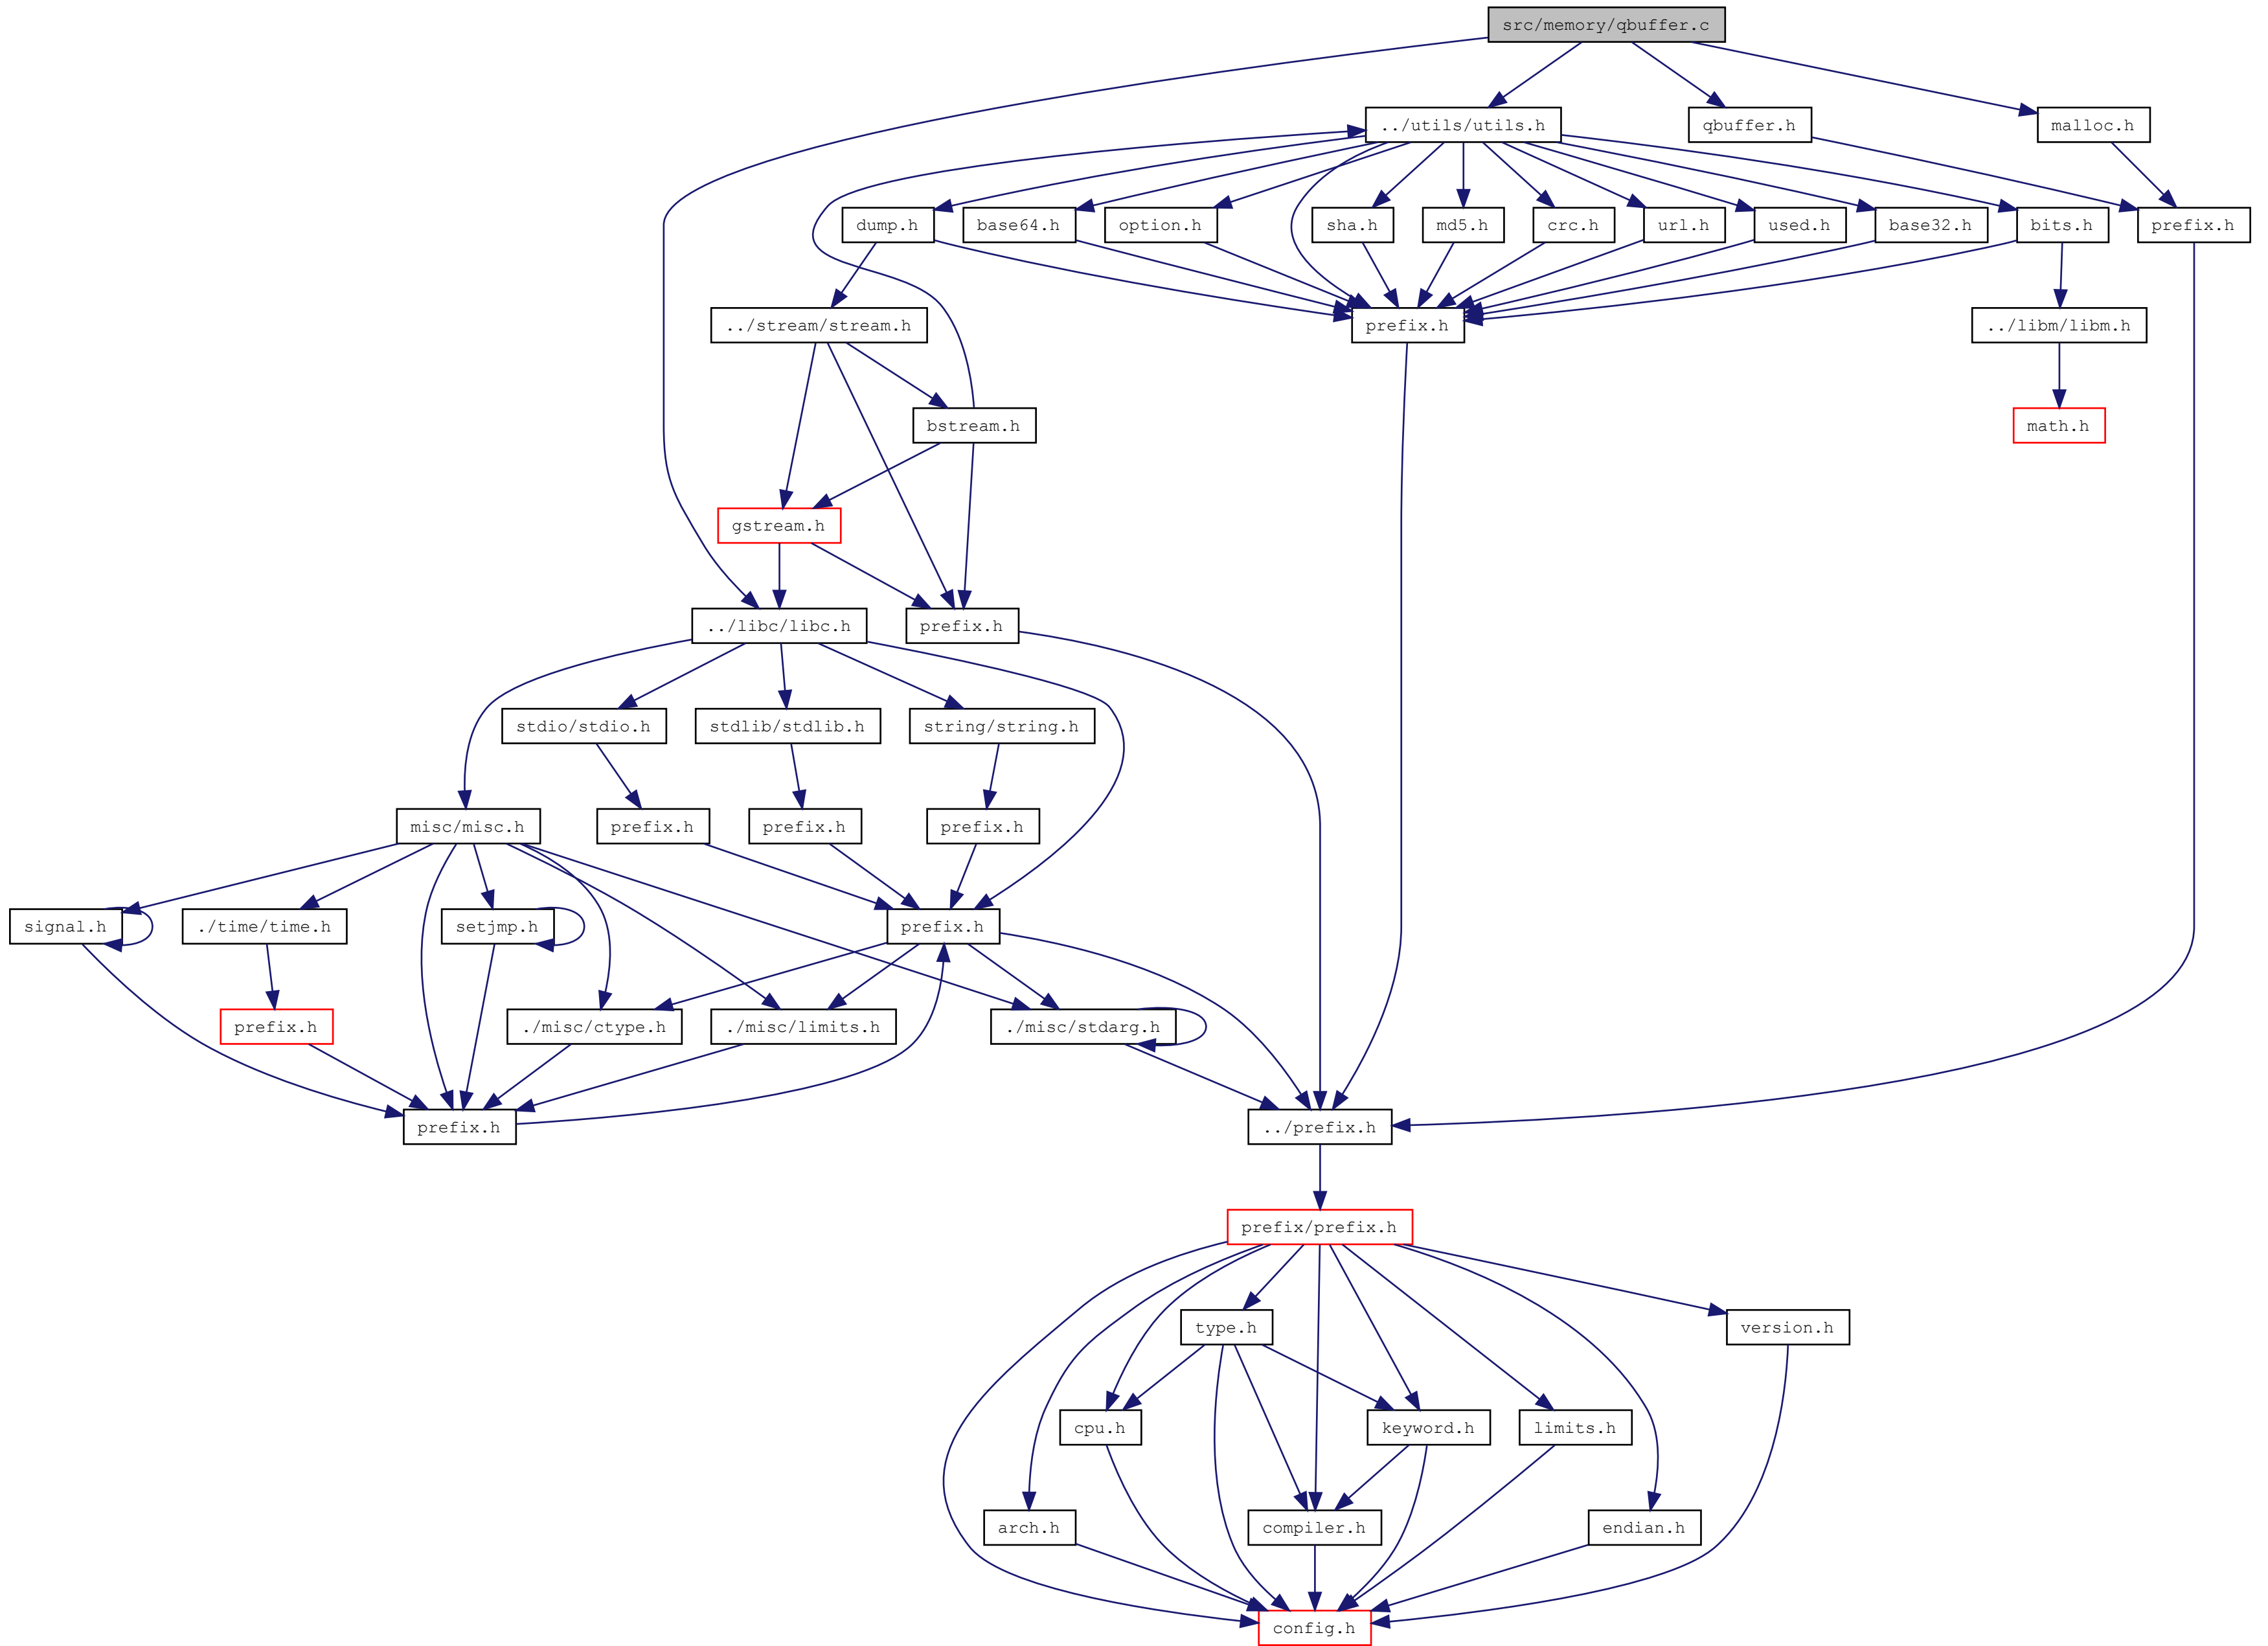 src/memory/qbuffer.c
../utils/utils.h
qbuffer.h
malloc.h
dump.h
base64.h
option.h
sha.h
md5.h
crc.h
url.h
used.h
base32.h
bits.h
prefix.h
../stream/stream.h
prefix.h
../libm/libm.h
bstream.h
math.h
gstream.h
../libc/libc.h
prefix.h
stdio/stdio.h
stdlib/stdlib.h
string/string.h
misc/misc.h
prefix.h
prefix.h
prefix.h
signal.h
./time/time.h
setjmp.h
prefix.h
prefix.h
./misc/ctype.h
./misc/limits.h
./misc/stdarg.h
prefix.h
../prefix.h
prefix/prefix.h
type.h
version.h
cpu.h
keyword.h
limits.h
arch.h
compiler.h
endian.h
config.h